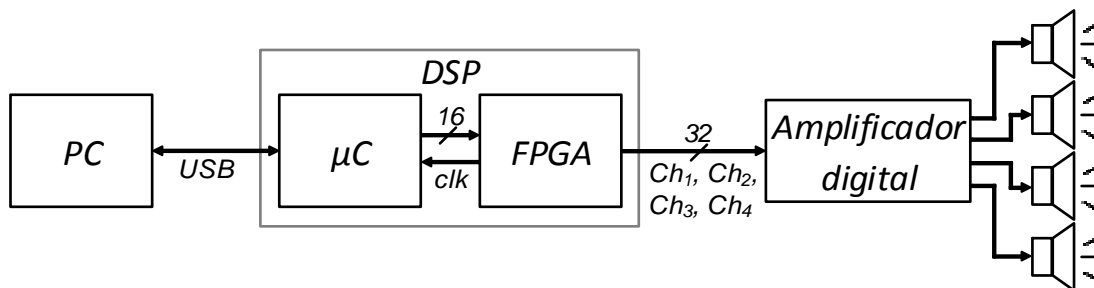 DSP
PC
USB
μC
16
clk
FPGA
32
Ch₁, Ch₂,
Ch₃, Ch₄
Amplificador
digital